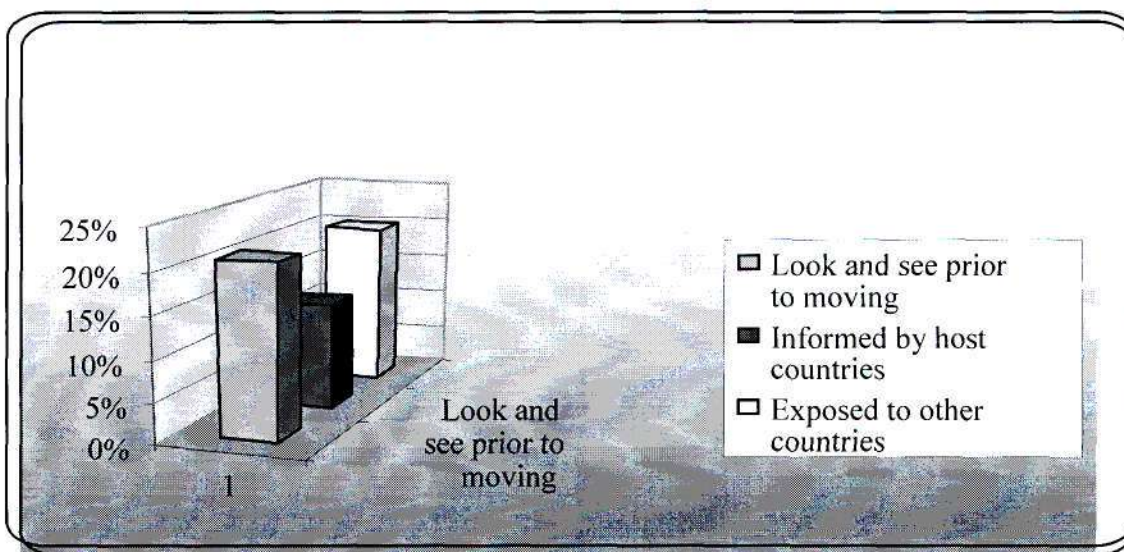 25%
20%
15%
10%
5%
0%
1
Look and
see prior to
moving
Look and see prior
to moving
Informed by host
countries
Exposed to other
countries